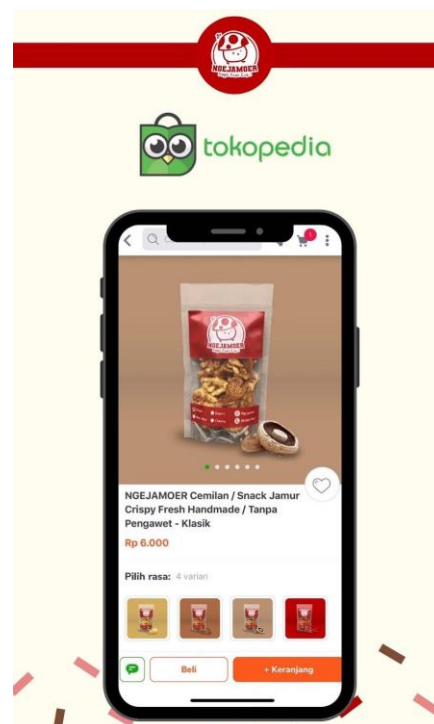 NGEJAMOER
tokopedia
NGEJAMOER
NGEJAMOER Cemilan / Snack Jamur
Crispy Fresh Handmade / Tanpa
Pengawet - Klasik
Rp 6.000
Pilih rasa: 4 varian
Beli
+ Keranjang